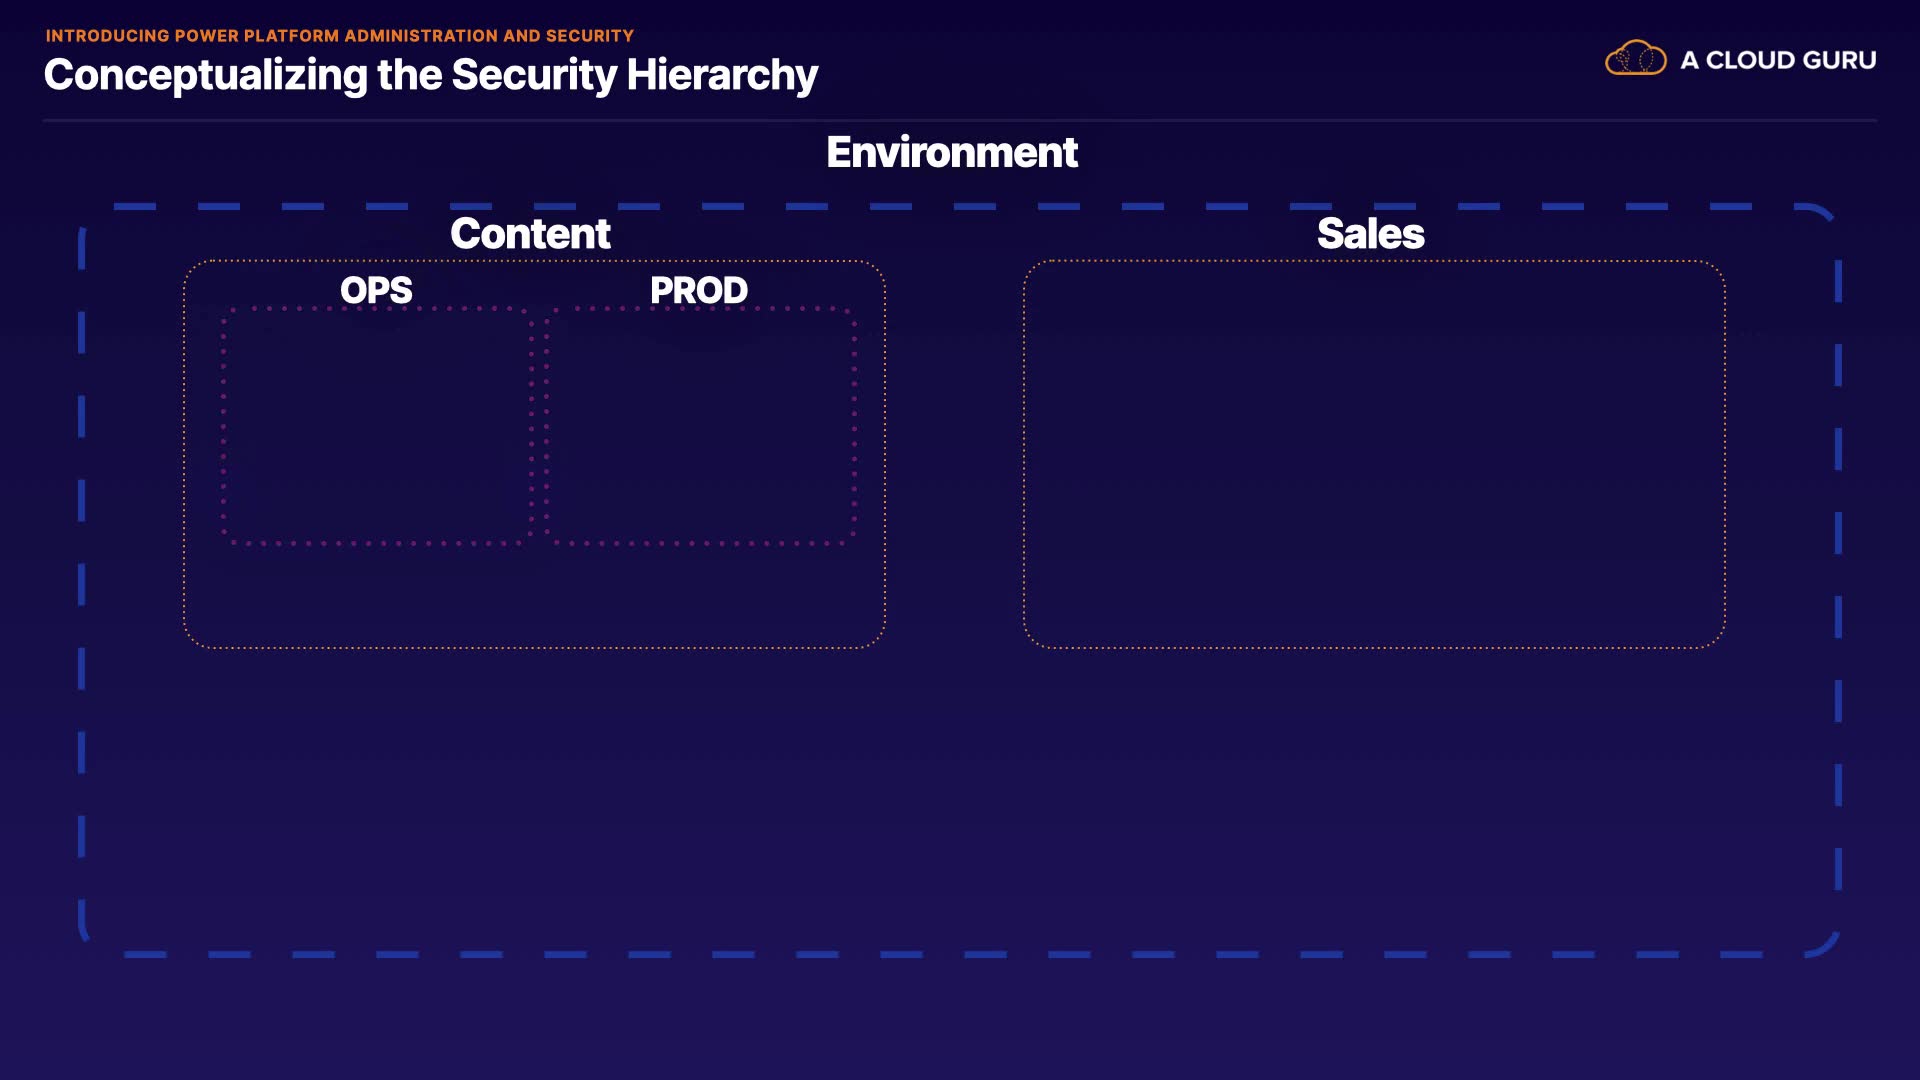 INTRODUCING POWER PLATFORM ADMINISTRATION AND SECURITY
Conceptualizing the Security Hierarchy
A CLOUD GURU
Environment
Content
Sales
OPS
PROD